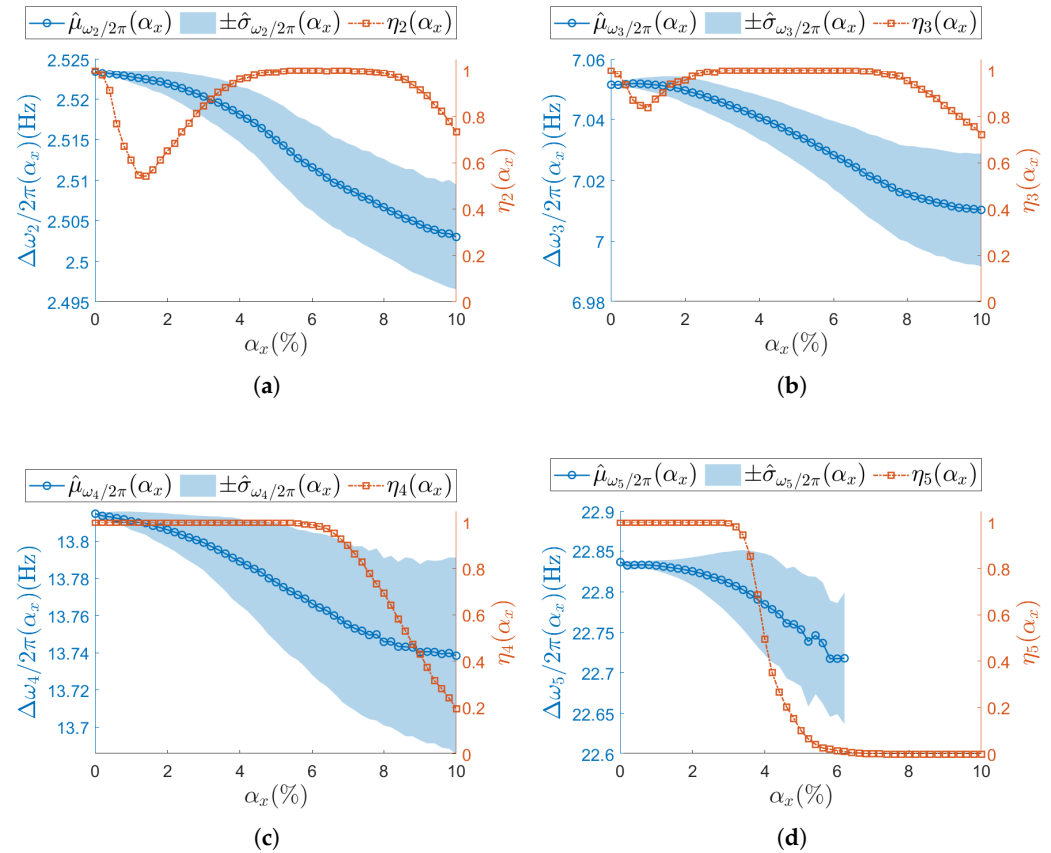 μ̂_ω₂/2π(αₓ) ±σ̂_ω₂/2π(αₓ) η₂(αₓ)
2.525
2.52
2.515
2.51
2.505
2.5
2.495
Δω₂/2π(αₓ)(Hz)
1
0.8
0.6
0.4
0.2
0
η₂(αₓ)
0 2 4 6 8 10
αₓ(%)
(a)
μ̂_ω₃/2π(αₓ) ±σ̂_ω₃/2π(αₓ) η₃(αₓ)
7.06
7.04
7.02
7
6.98
Δω₃/2π(αₓ)(Hz)
1
0.8
0.6
0.4
0.2
0
η₃(αₓ)
0 2 4 6 8 10
αₓ(%)
(b)
μ̂_ω₄/2π(αₓ) ±σ̂_ω₄/2π(αₓ) η₄(αₓ)
13.8
13.78
13.76
13.74
13.72
13.7
Δω₄/2π(αₓ)(Hz)
1
0.8
0.6
0.4
0.2
0
η₄(αₓ)
0 2 4 6 8 10
αₓ(%)
(c)
μ̂_ω₅/2π(αₓ) ±σ̂_ω₅/2π(αₓ) η₅(αₓ)
22.9
22.85
22.8
22.75
22.7
22.65
22.6
Δω₅/2π(αₓ)(Hz)
1
0.8
0.6
0.4
0.2
0
η₅(αₓ)
0 2 4 6 8 10
αₓ(%)
(d)